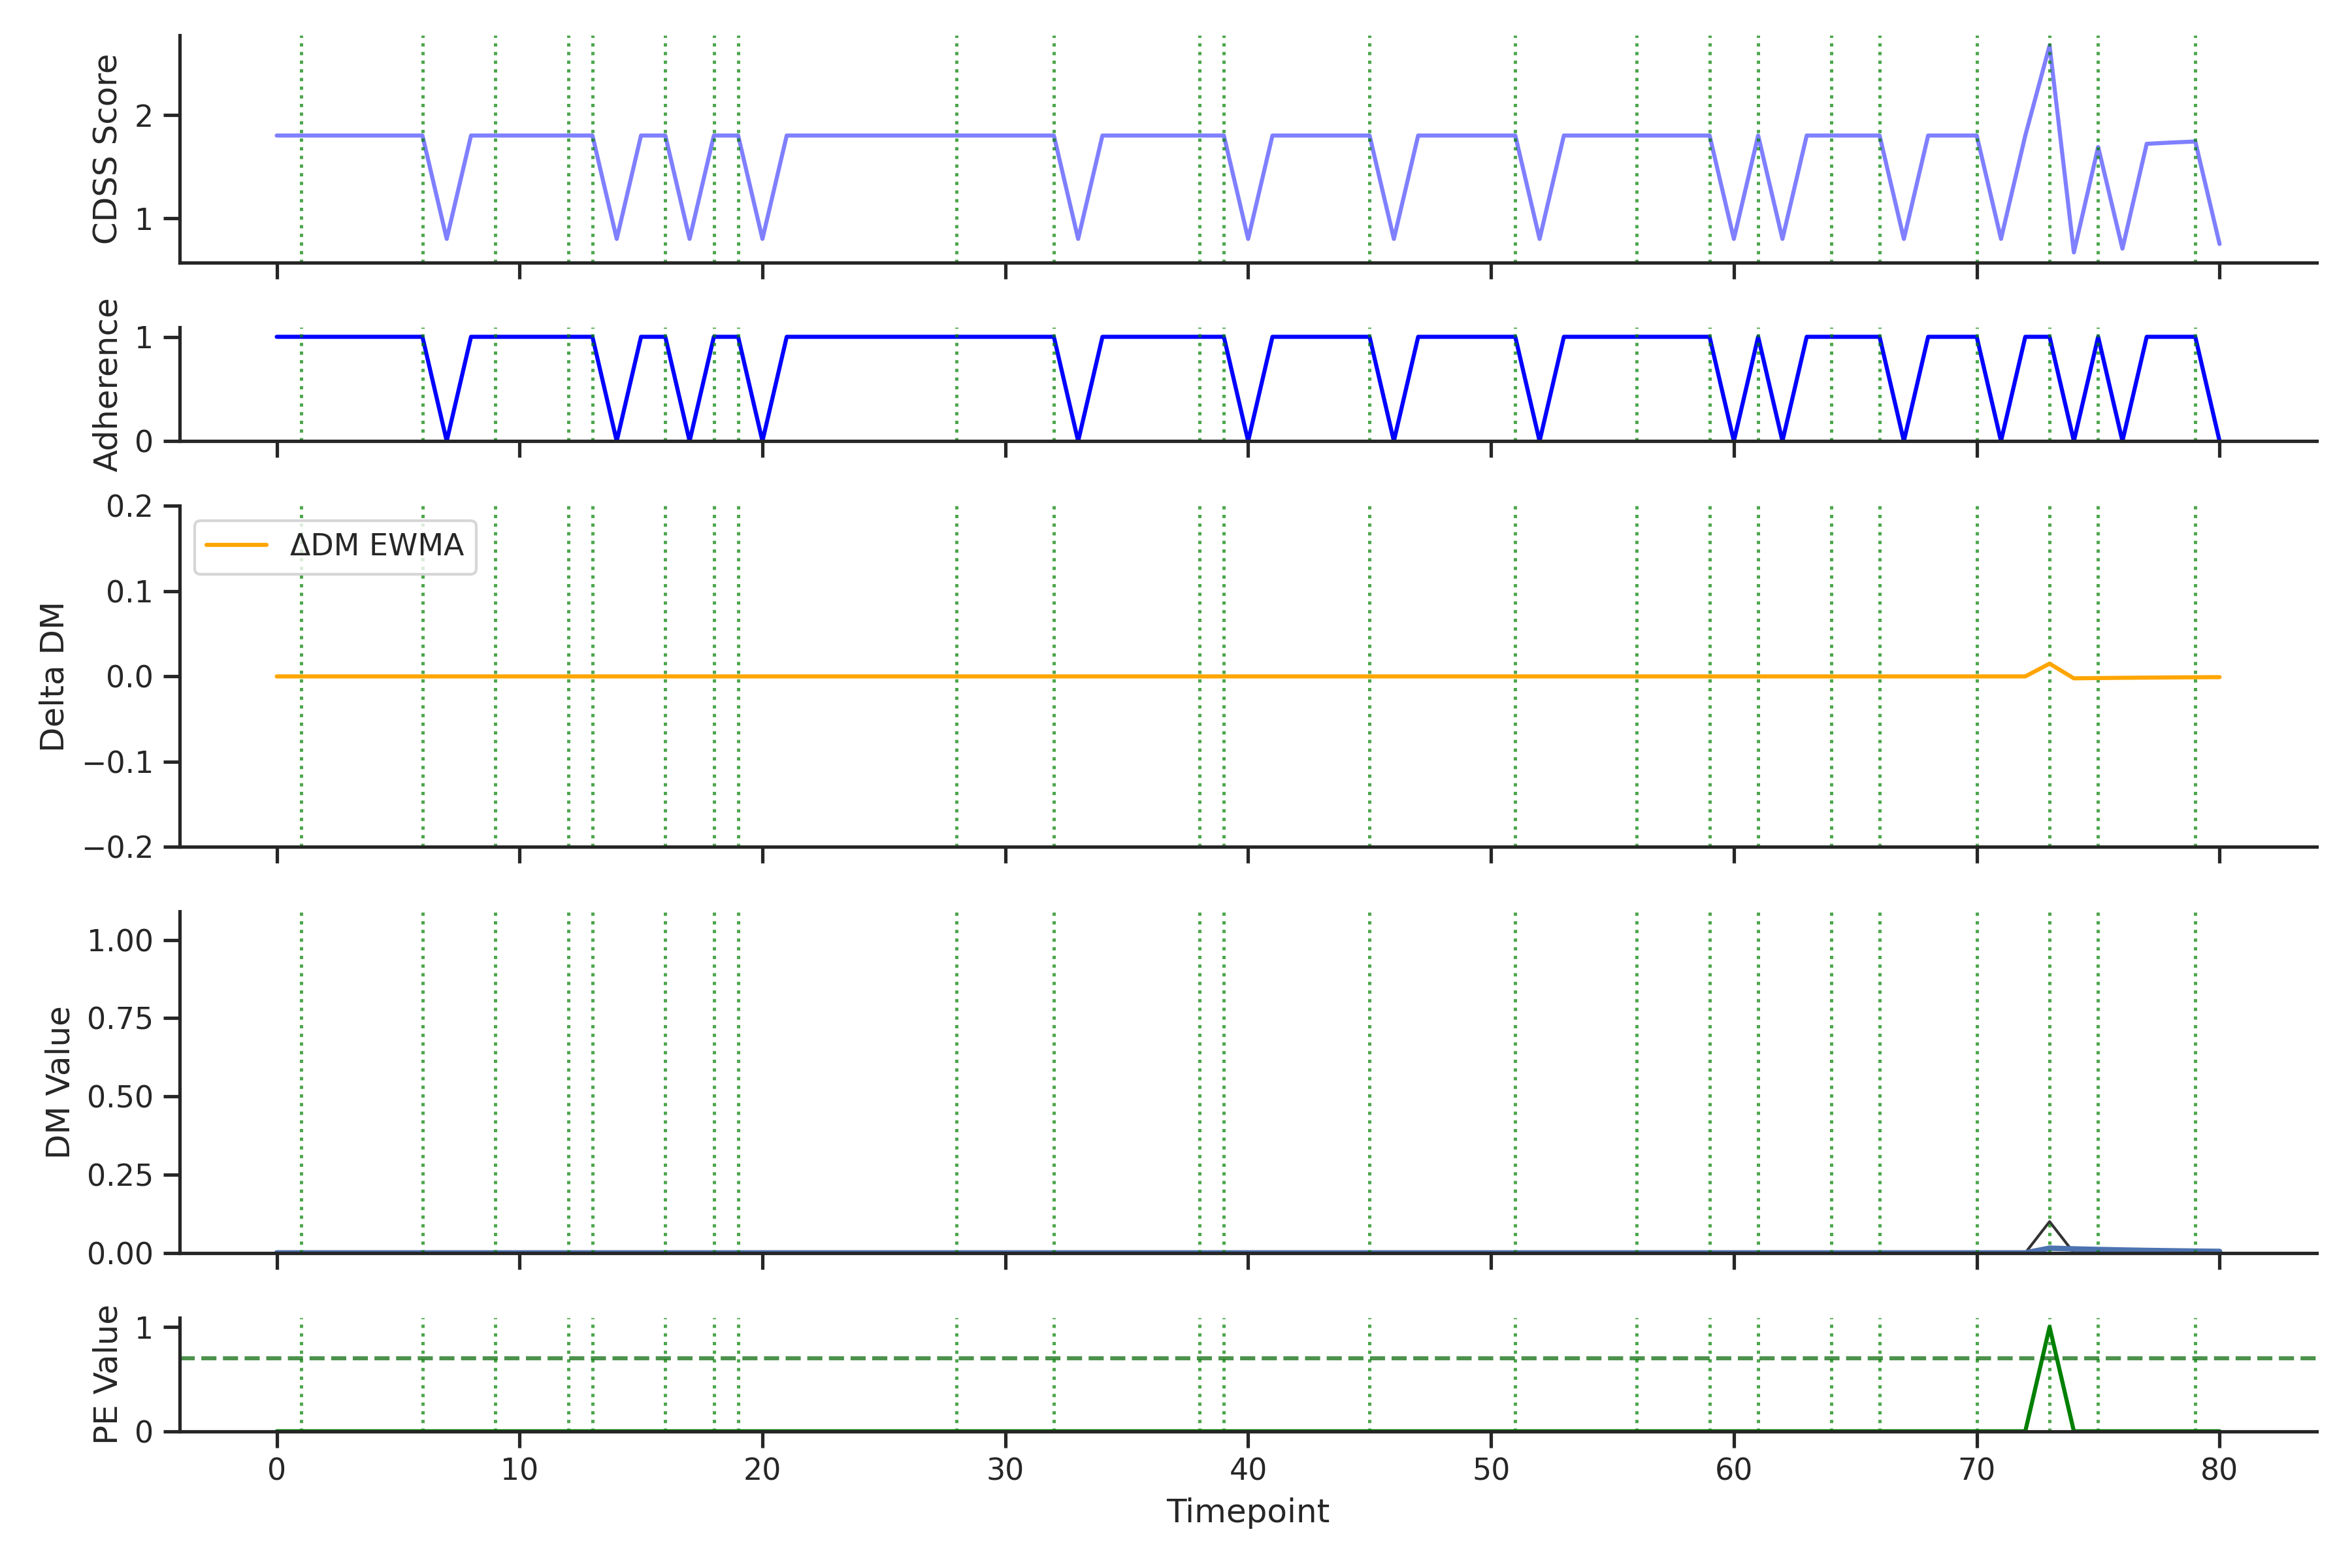 CDSS Score
2
1
Adherence
1
0
Delta DM
0.2
0.1
0.0
−0.1
−0.2
ΔDM EWMA
DM Value
1.00
0.75
0.50
0.25
0.00
PE Value
1
0
0 10 20 30 40 50 60 70 80
Timepoint